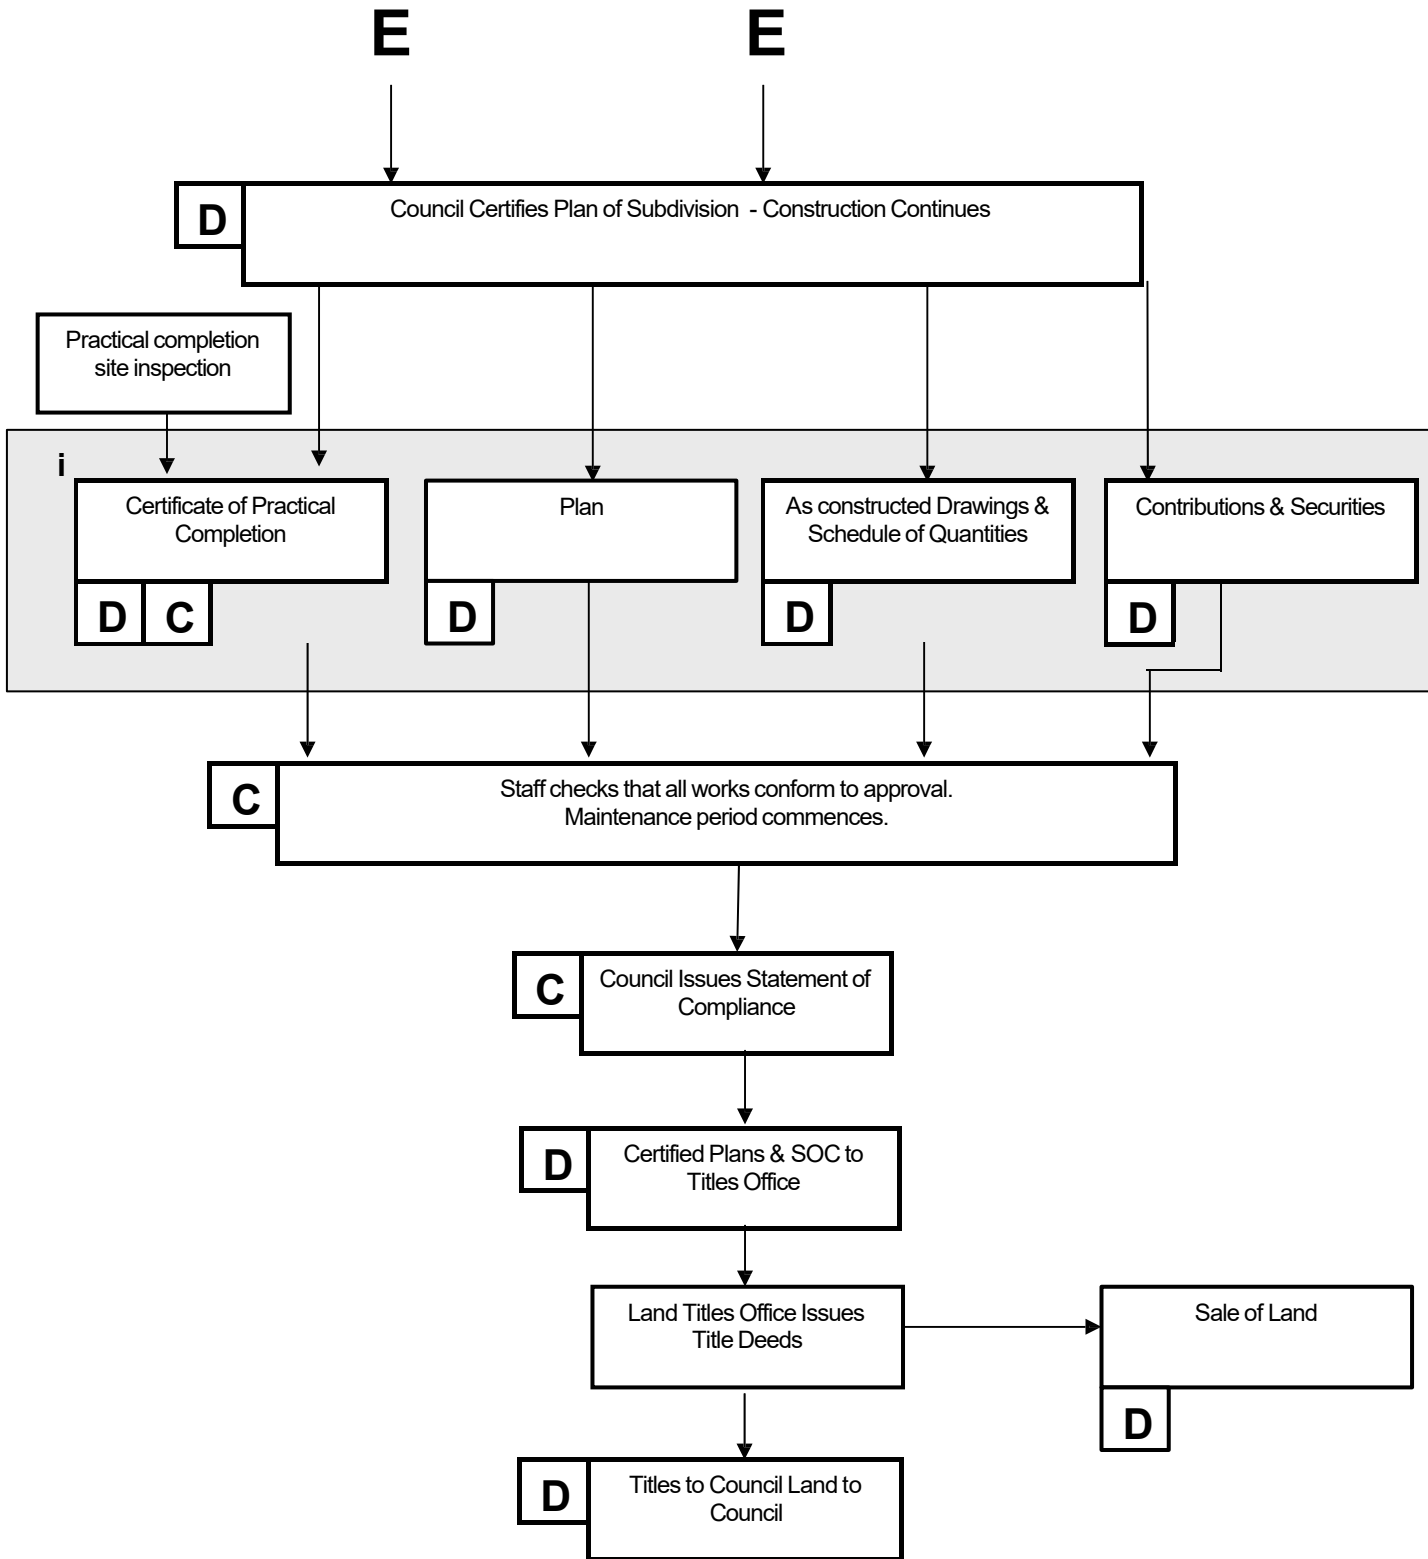 E
E
D
Council Certifies Plan of Subdivision - Construction Continues
Practical completion
site inspection
i
Certificate of Practical
Completion
D
C
Plan
D
As constructed Drawings &
Schedule of Quantities
D
Contributions & Securities
D
C
Staff checks that all works conform to approval.
Maintenance period commences.
C
Council Issues Statement of
Compliance
D
Certified Plans & SOC to
Titles Office
Land Titles Office Issues
Title Deeds
Sale of Land
D
D
Titles to Council Land to
Council